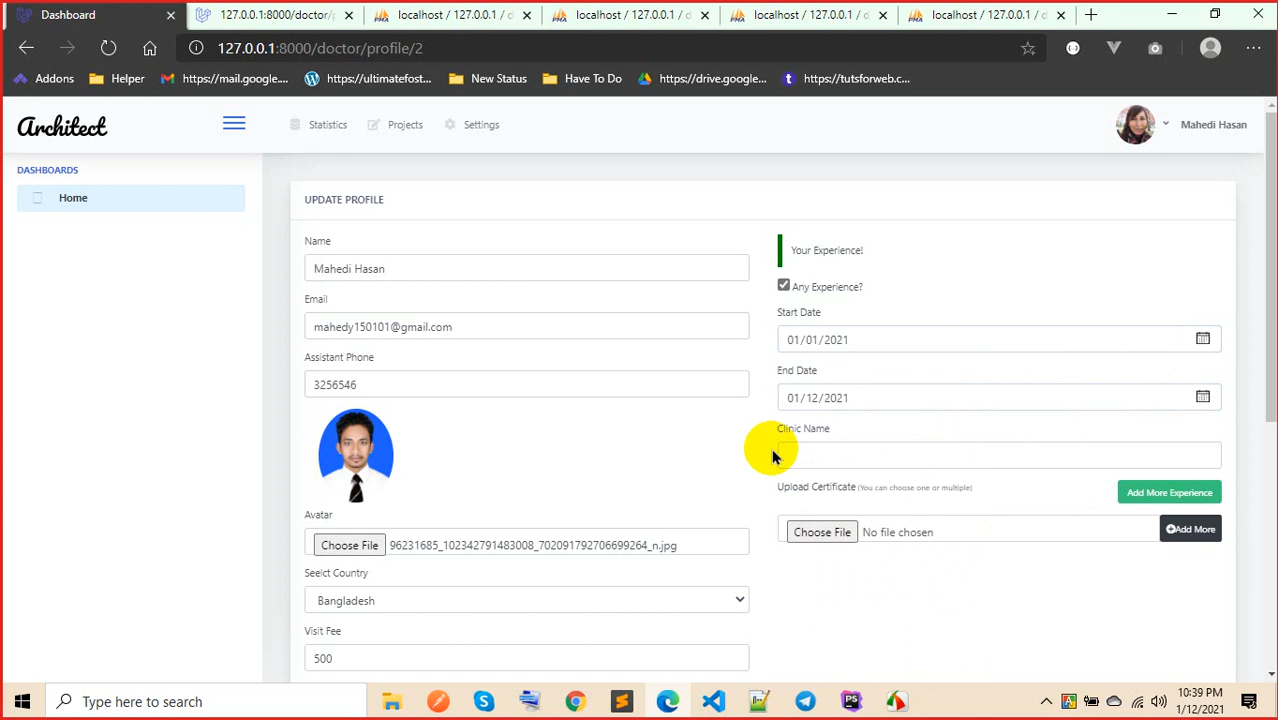 Dashboard
127.0.0.1:8000/doctor/p
localhost / 127.0.0.1 / d
localhost / 127.0.0.1 / d
localhost / 127.0.0.1 / d
localhost / 127.0.0.1 / d
127.0.0.1:8000/doctor/profile/2
Addons
Helper
https://mail.google....
https://ultimatefost...
New Status
Have To Do
https://drive.google...
https://tutsforweb.c...
Architect
Statistics
Projects
Settings
Mahedi Hasan
DASHBOARDS
Home
UPDATE PROFILE
Name
Mahedi Hasan
Email
mahedy150101@gmail.com
Assistant Phone
3256546
Avatar
Choose File 96231685_102342791483008_702091792706699264_n.jpg
Seelct Country
Bangladesh
Visit Fee
500
Your Experience!
Any Experience?
Start Date
01/01/2021
End Date
01/12/2021
Clinic Name
Upload Certificate (You can choose one or multiple)
Add More Experience
Choose File No file chosen
Add More
Type here to search
10:39 PM
1/12/2021